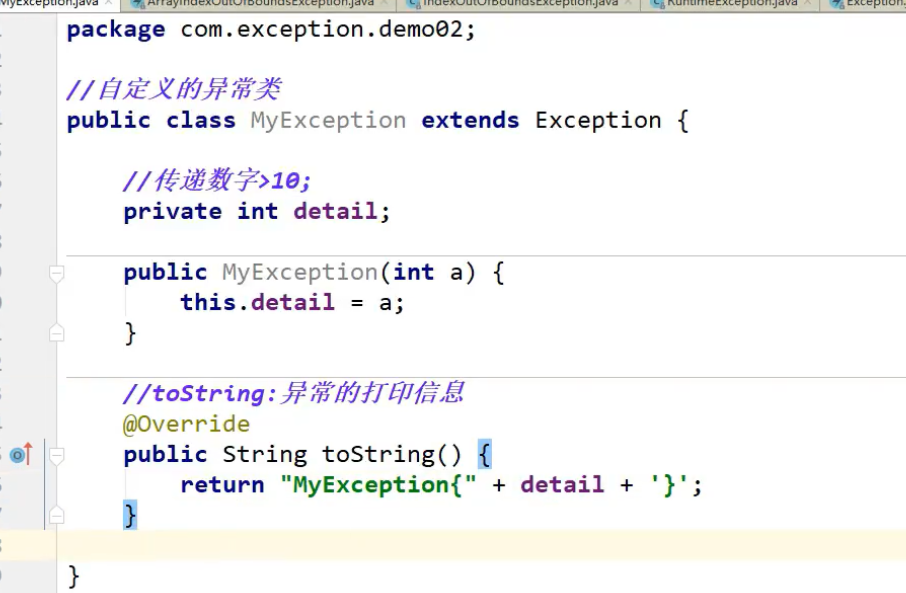 MyException.java ArrayIndexOutOfBoundsException.java IndexOutOfBoundsException.java RuntimeException.java Exception.
package com.exception.demo02;
//自定义的异常类
public class MyException extends Exception {
//传递数字>10;
private int detail;
public MyException(int a) {
this.detail = a;
}
//toString:异常的打印信息
@Override
public String toString() {
return "MyException{" + detail + '}';
}
}